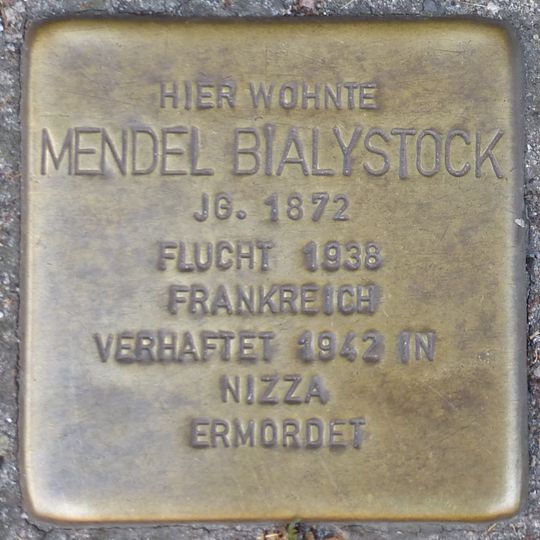 HIER WOHNTE
MENDEL BIALYSTOCK
JG. 1872
FLUCHT 1938
FRANKREICH
VERHAFTET 1942 IN
NIZZA
ERMORDET